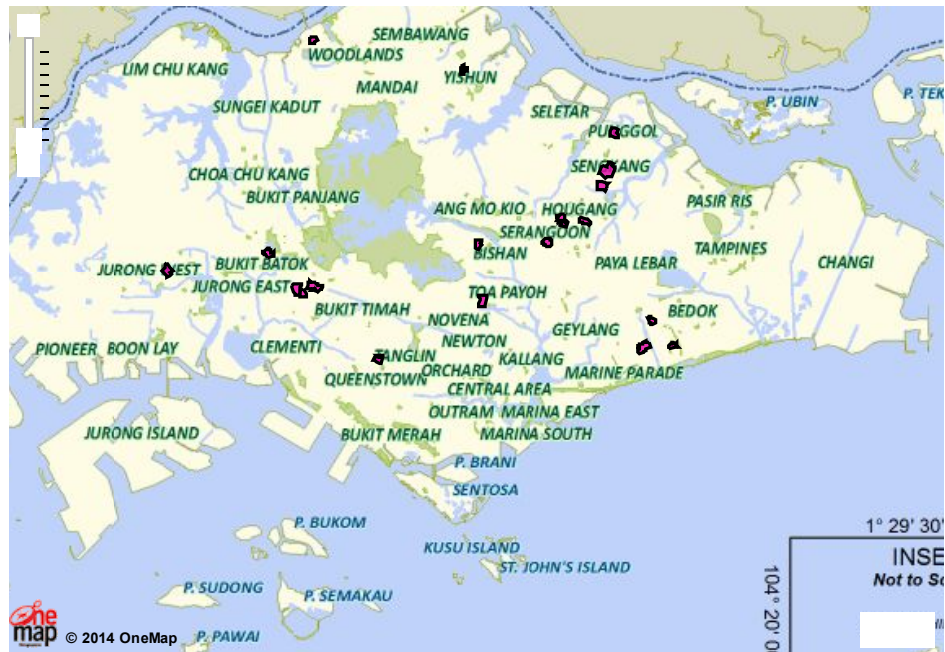 SEMBAWANG
WOODLANDS
LIM CHU KANG
YISHUN
MANDAI
P. UBIN
P. TEK
SUNGEI KADUT
SELETAR
PUNGGOL
CHOA CHU KANG
SENGKANG
BUKIT PANJANG
PASIR RIS
ANG MO KIO
HOUGANG
SERANGOON
TAMPINES
BISHAN
JURONG WEST
BUKIT BATOK
PAYA LEBAR
CHANGI
JURONG EAST
TOA PAYOH
BUKIT TIMAH
NOVENA
BEDOK
GEYLANG
PIONEER
BOON LAY
CLEMENTI
NEWTON
TANGLIN
KALLANG
ORCHARD
MARINE PARADE
QUEENSTOWN
CENTRAL AREA
OUTRAM
MARINA EAST
JURONG ISLAND
BUKIT MERAH
MARINA SOUTH
P. BRANI
SENTOSA
P. BUKOM
1° 29' 30'
KUSU ISLAND
INSE
ST. JOHN'S ISLAND
Not to Sc
104° 20' 0
P. SUDONG
P. SEMAKAU
One
map
© 2014 OneMap
P. PAWAI